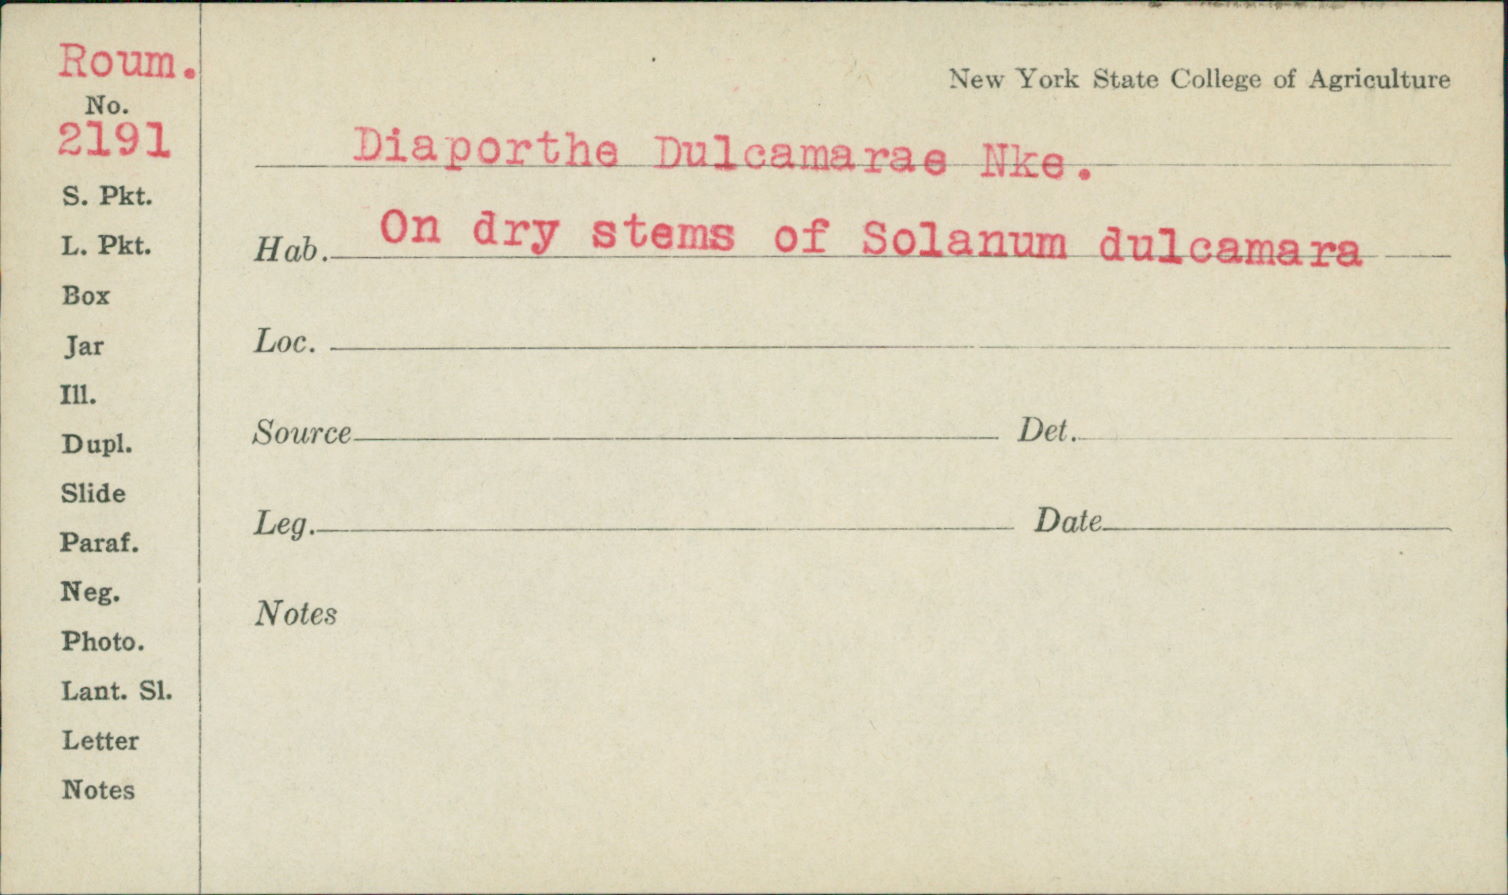 Roum.
No.
2191
S. Pkt.
L. Pkt.
Box
Jar
Ill.
Dupl.
Slide
Paraf.
Neg.
Photo.
Lant. Sl.
Letter
Notes
New York State College of Agriculture
Diaporthe Dulcamarae Nke.
Hab. On dry stems of Solanum dulcamara
Loc.
Source Det.
Leg. Date
Notes